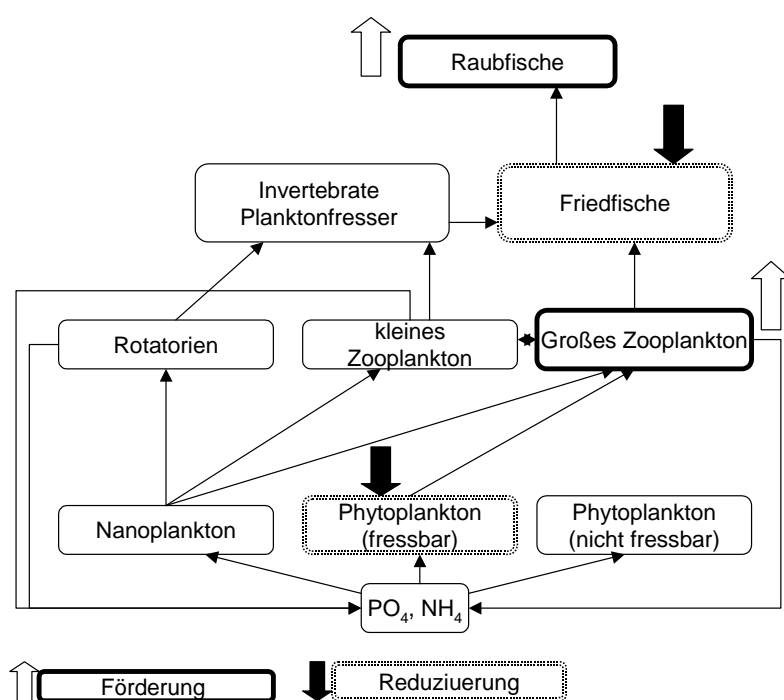 Raubfische
Invertebrate
Planktonfresser
Friedfische
Rotatorien
kleines
Zooplankton
Großes Zooplankton
Nanoplankton
Phytoplankton
(fressbar)
Phytoplankton
(nicht fressbar)
PO₄, NH₄
Förderung
Reduziuerung